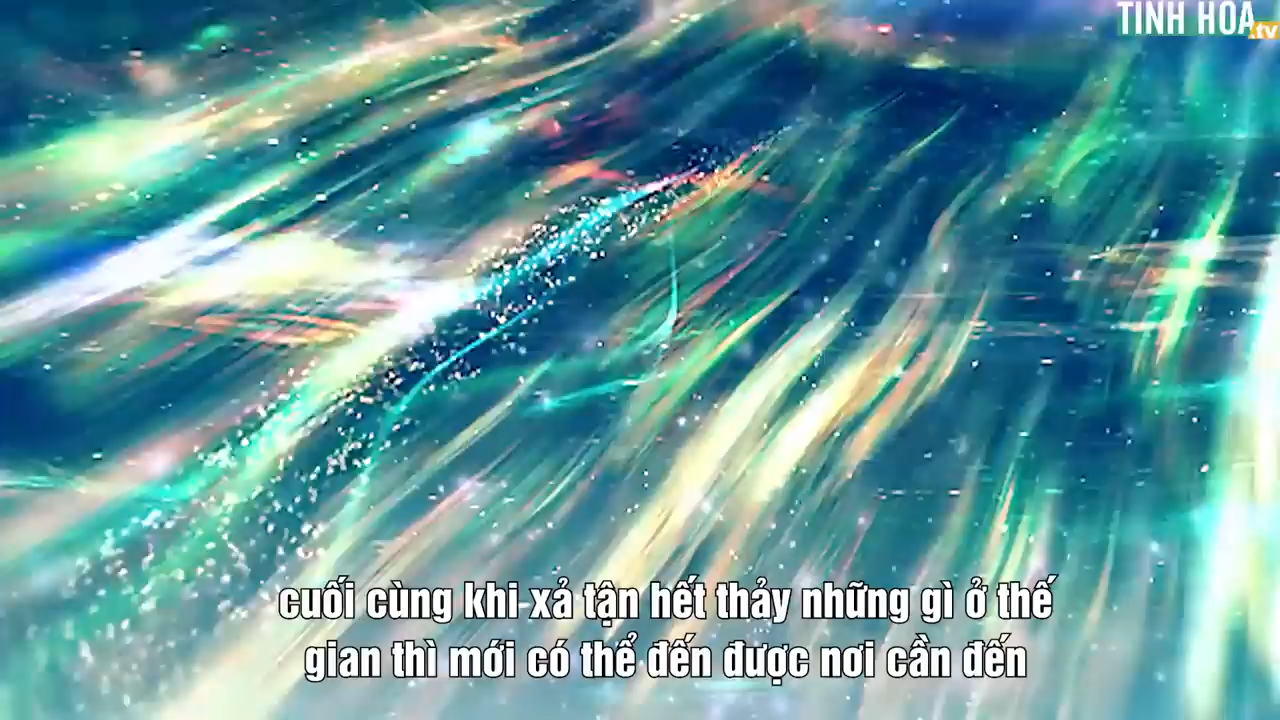 TINH HOA
.tv
cuối cùng khi xả tận hết thảy những gì ở thế
gian thì mới có thể đến được nơi cần đến